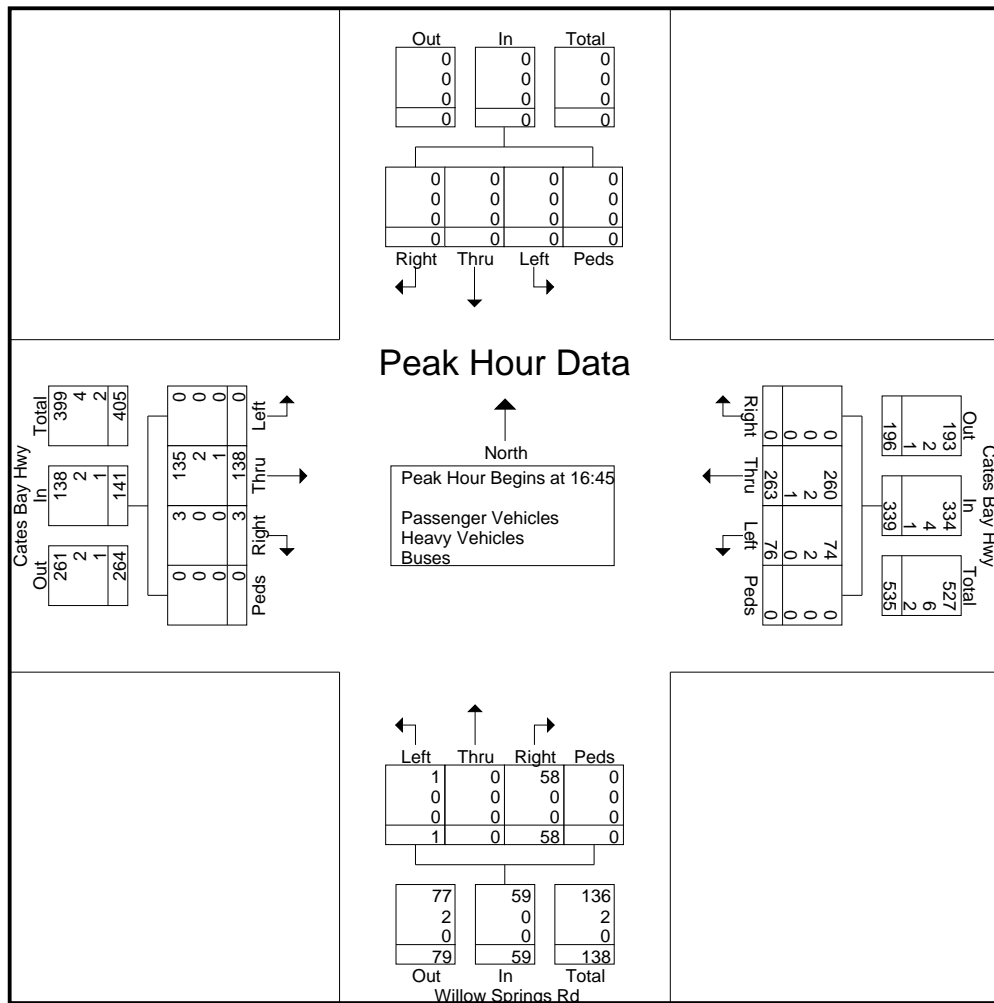 Out In Total
0 0 0
0 0 0
0 0 0
0 0 0
0 0 0 0
0 0 0 0
0 0 0 0
0 0 0 0
Right Thru Left Peds
Peak Hour Data
North
Peak Hour Begins at 16:45
Passenger Vehicles
Heavy Vehicles
Buses
Cates Bay Hwy
Out In Total
261 138 399
2 2 4
1 1 2
264 141 405
0 3 135 0
0 0 2 0
0 0 1 0
0 3 138 0
Peds Right Thru Left
Cates Bay Hwy
Out In Total
193 334 527
2 4 6
1 1 2
196 339 535
0 260 74 0
0 2 2 0
0 1 0 0
0 263 76 0
Right Thru Left Peds
Left Thru Right Peds
1 0 58 0
0 0 0 0
0 0 0 0
1 0 58 0
77 59 136
2 0 2
0 0 0
79 59 138
Out In Total
Willow Springs Rd